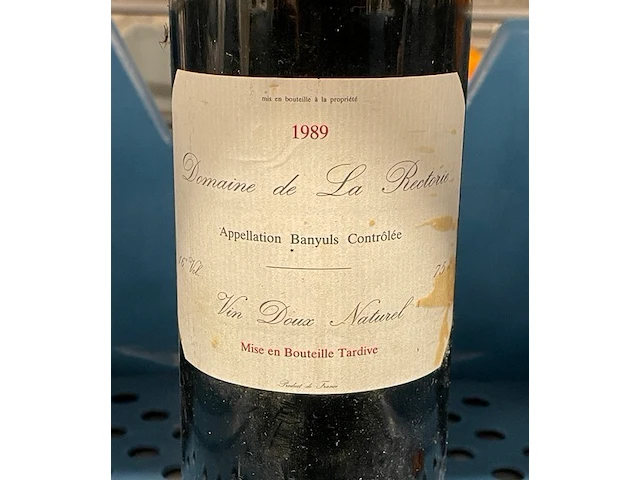 mis en bouteille à la propriété
1989
Domaine de La Rectorie
Appellation Banyuls Contrôlée
Vin Doux Naturel
Mise en Bouteille Tardive
Produit de France